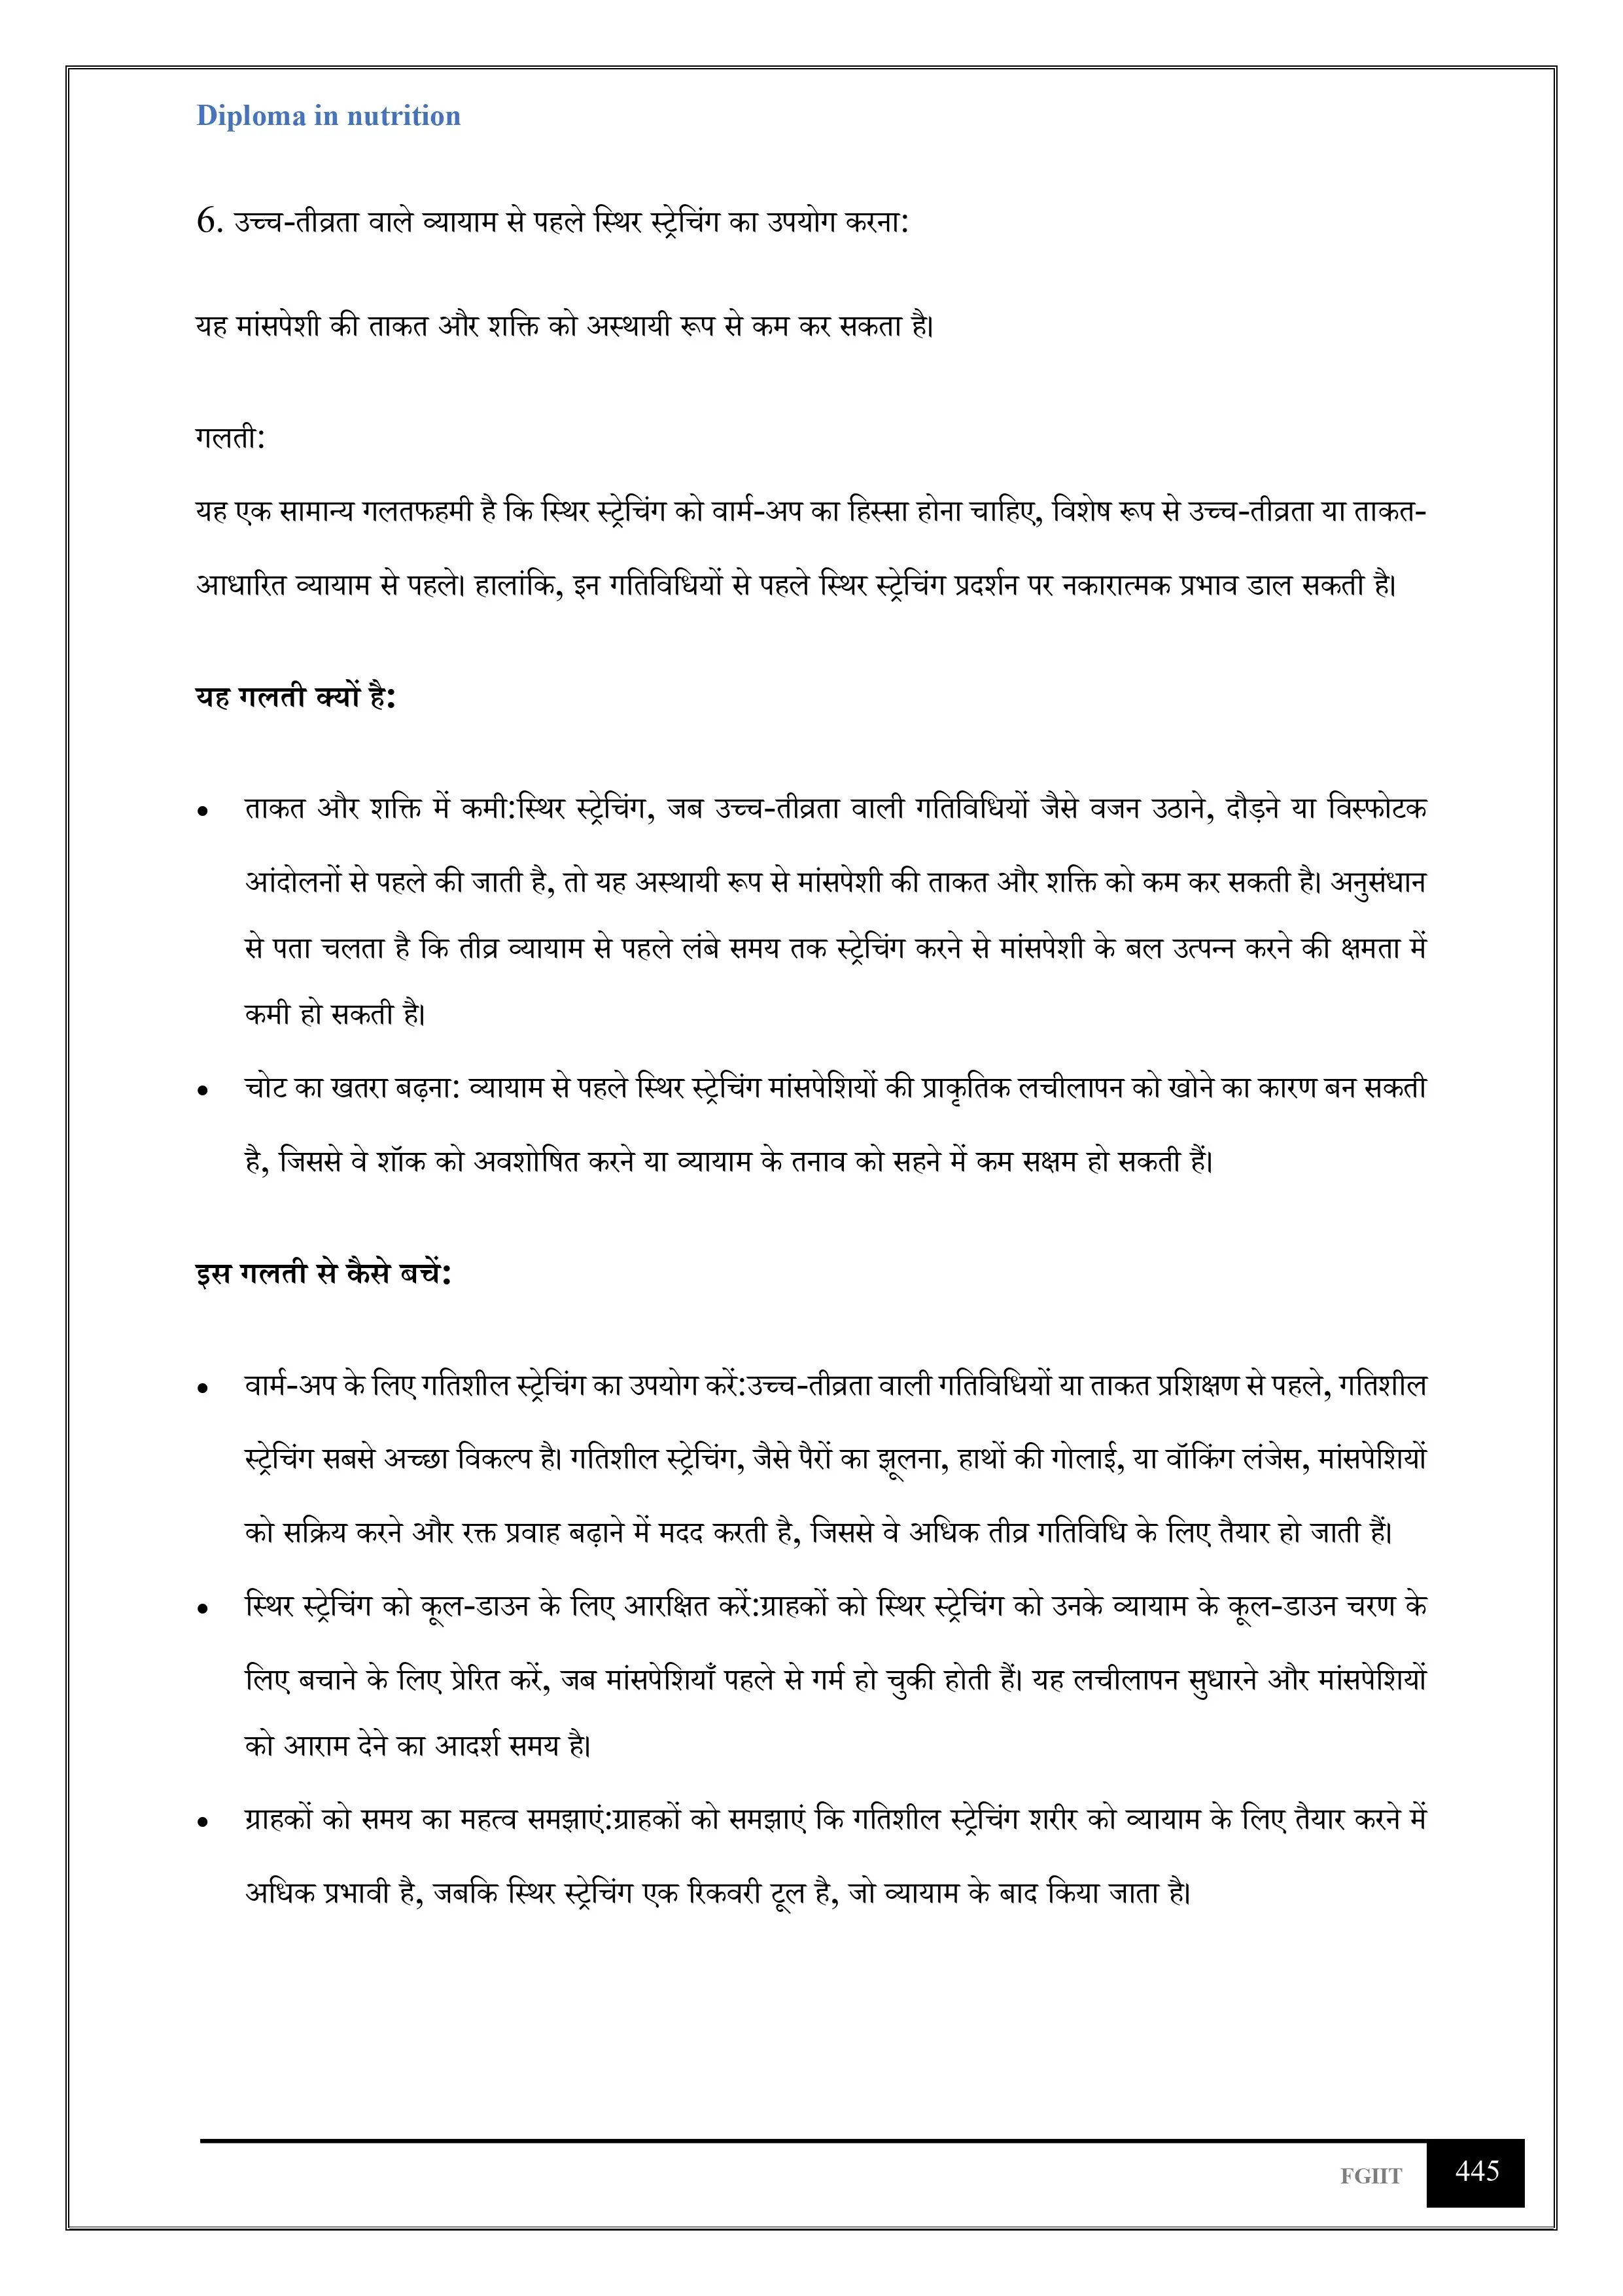 Diploma in nutrition
6. उच्च-तीव्रता वाले व्यायाम से पहले स्थिर स्ट्रेचिंग का उपयोग करना:
यह मांसपेशी की ताकत और शक्ति को अस्थायी रूप से कम कर सकता है।
गलती:
यह एक सामान्य गलतफहमी है कि स्थिर स्ट्रेचिंग को वार्म-अप का हिस्सा होना चाहिए, विशेष रूप से उच्च-तीव्रता या ताकत-
आधारित व्यायाम से पहले। हालांकि, इन गतिविधियों से पहले स्थिर स्ट्रेचिंग प्रदर्शन पर नकारात्मक प्रभाव डाल सकती है।
यह गलती क्यों है:
• ताकत और शक्ति में कमी:स्थिर स्ट्रेचिंग, जब उच्च-तीव्रता वाली गतिविधियों जैसे वजन उठाने, दौड़ने या विस्फोटक
आंदोलनों से पहले की जाती है, तो यह अस्थायी रूप से मांसपेशी की ताकत और शक्ति को कम कर सकती है। अनुसंधान
से पता चलता है कि तीव्र व्यायाम से पहले लंबे समय तक स्ट्रेचिंग करने से मांसपेशी के बल उत्पन्न करने की क्षमता में
कमी हो सकती है।
• चोट का खतरा बढ़ना: व्यायाम से पहले स्थिर स्ट्रेचिंग मांसपेशियों की प्राकृतिक लचीलापन को खोने का कारण बन सकती
है, जिससे वे शॉक को अवशोषित करने या व्यायाम के तनाव को सहने में कम सक्षम हो सकती हैं।
इस गलती से कैसे बचें:
• वार्म-अप के लिए गतिशील स्ट्रेचिंग का उपयोग करें:उच्च-तीव्रता वाली गतिविधियों या ताकत प्रशिक्षण से पहले, गतिशील
स्ट्रेचिंग सबसे अच्छा विकल्प है। गतिशील स्ट्रेचिंग, जैसे पैरों का झूलना, हाथों की गोलाई, या वॉकिंग लंजेस, मांसपेशियों
को सक्रिय करने और रक्त प्रवाह बढ़ाने में मदद करती है, जिससे वे अधिक तीव्र गतिविधि के लिए तैयार हो जाती हैं।
• स्थिर स्ट्रेचिंग को कूल-डाउन के लिए आरक्षित करें:ग्राहकों को स्थिर स्ट्रेचिंग को उनके व्यायाम के कूल-डाउन चरण के
लिए बचाने के लिए प्रेरित करें, जब मांसपेशियाँ पहले से गर्म हो चुकी होती हैं। यह लचीलापन सुधारने और मांसपेशियों
को आराम देने का आदर्श समय है।
• ग्राहकों को समय का महत्व समझाएं:ग्राहकों को समझाएं कि गतिशील स्ट्रेचिंग शरीर को व्यायाम के लिए तैयार करने में
अधिक प्रभावी है, जबकि स्थिर स्ट्रेचिंग एक रिकवरी टूल है, जो व्यायाम के बाद किया जाता है।
FGIIT 445